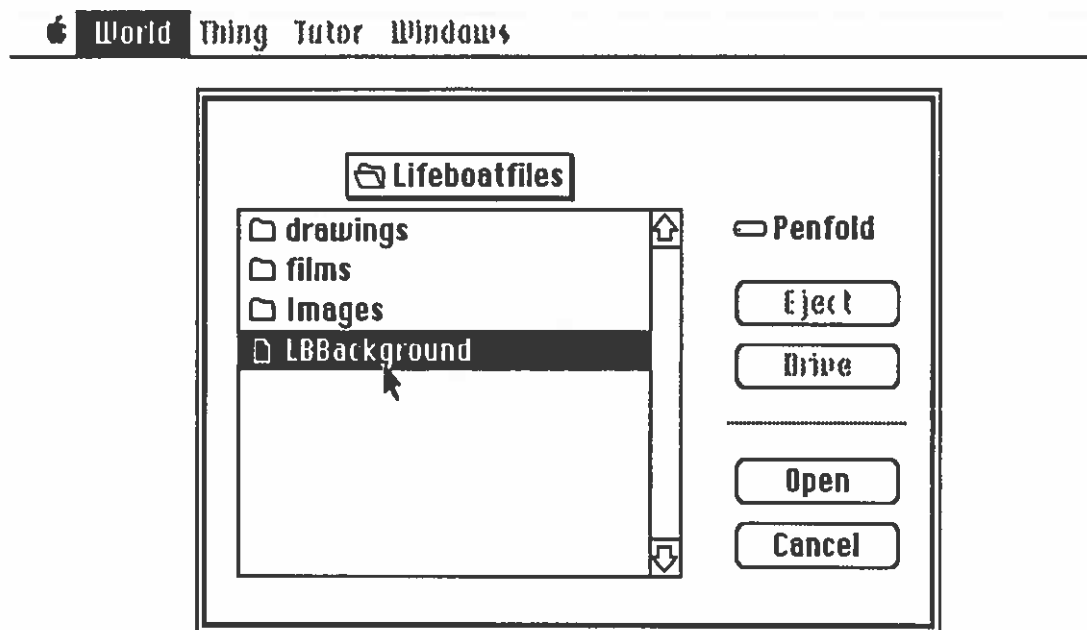 World Thing Tutor Windows
Lifeboatfiles
drawings
films
Images
LBBackground
Penfold
Eject
Drive
Open
Cancel